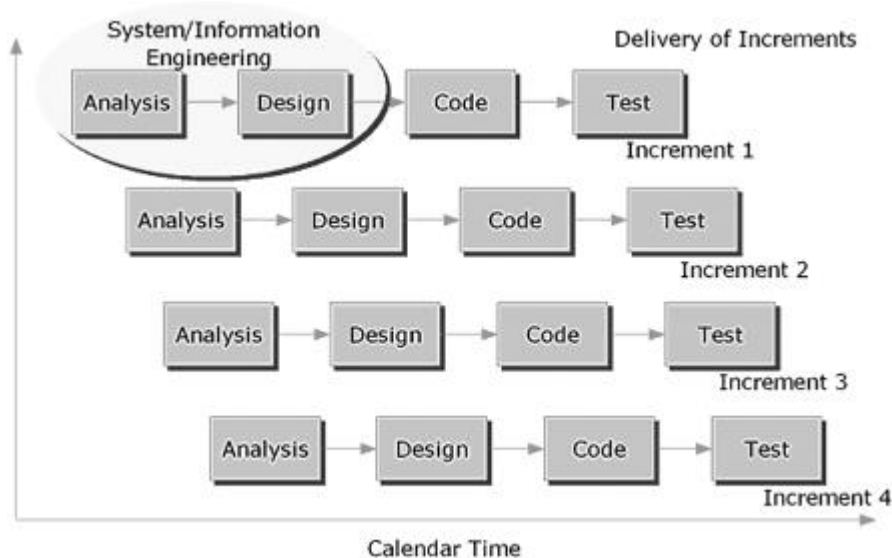 System/Information
Engineering
Delivery of Increments
Analysis
Design
Code
Test
Increment 1
Analysis
Design
Code
Test
Increment 2
Analysis
Design
Code
Test
Increment 3
Analysis
Design
Code
Test
Increment 4
Calendar Time